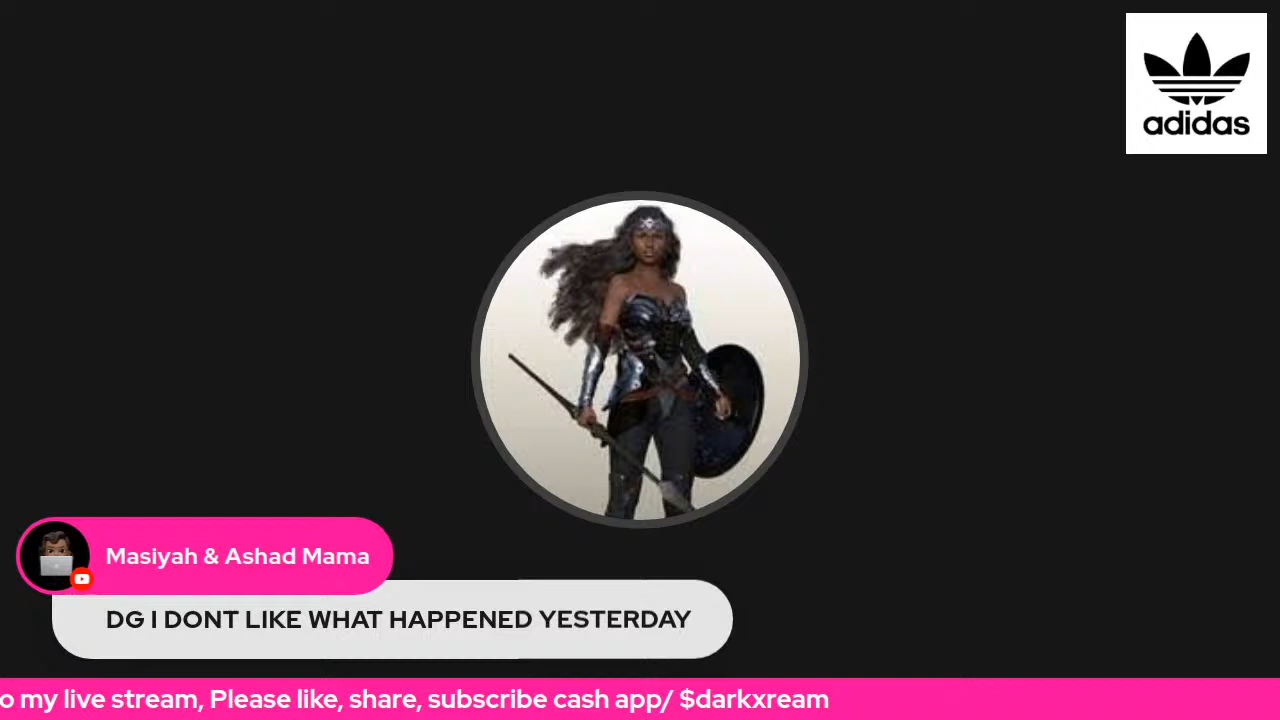 adidas
Masiyah & Ashad Mama
DG I DONT LIKE WHAT HAPPENED YESTERDAY
o my live stream, Please like, share, subscribe cash app/ $darkxream